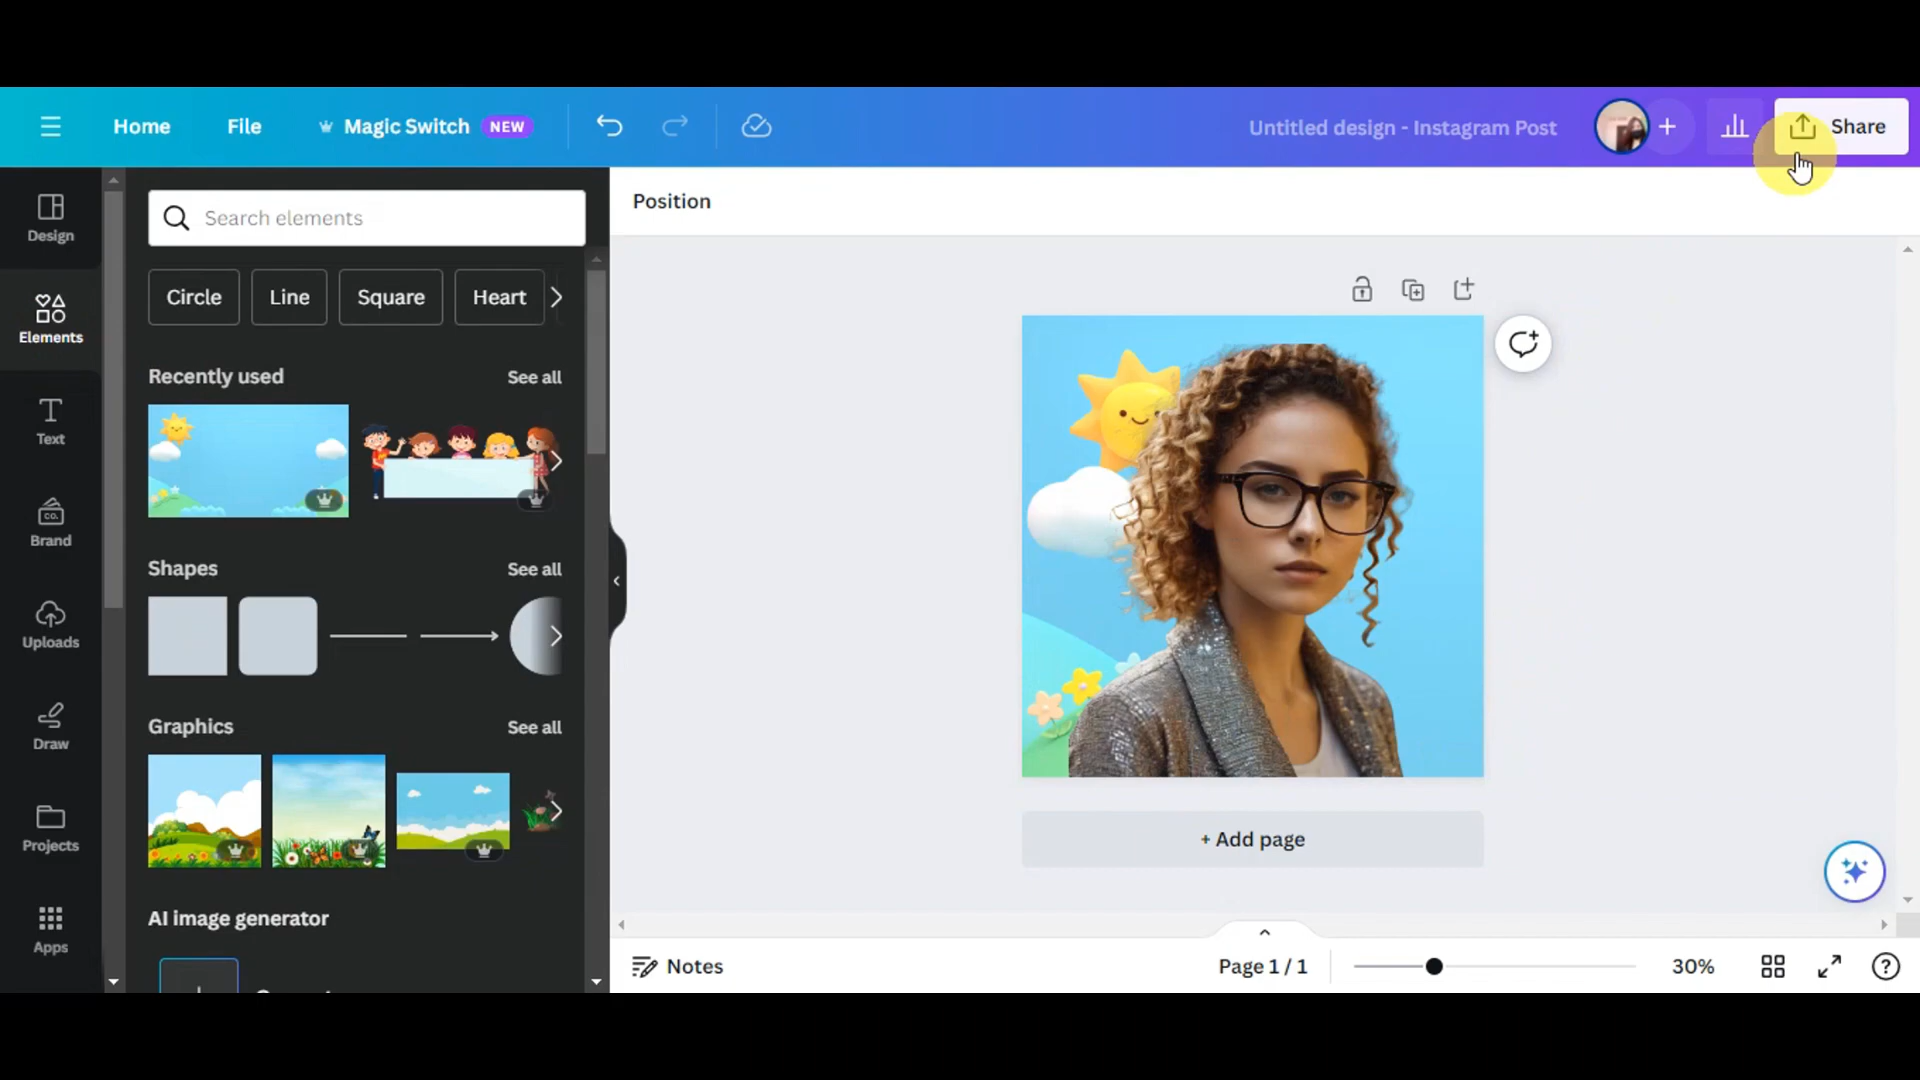 Home File Magic Switch NEW Untitled design - Instagram Post + Share
Design
Elements
Text
Brand
CO.
Uploads
Draw
Projects
Apps
Search elements
Circle Line Square Heart
Recently used See all
Shapes See all
Graphics See all
AI image generator
Position
+ Add page
Notes Page 1 / 1 30%